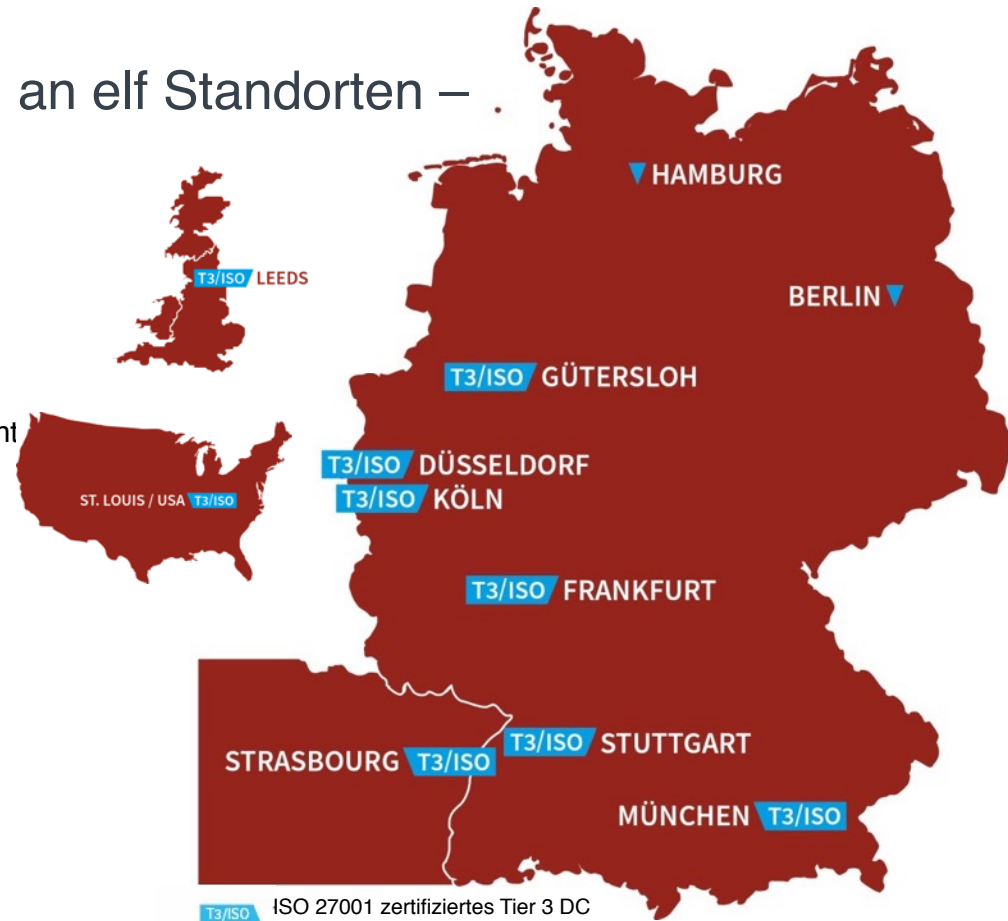 an elf Standorten –
HAMBURG
T3/ISO LEEDS
BERLIN
T3/ISO GÜTERSLOH
nt
T3/ISO DÜSSELDORF
T3/ISO KÖLN
ST. LOUIS / USA T3/ISO
T3/ISO FRANKFURT
T3/ISO STUTTGART
STRASBOURG T3/ISO
MÜNCHEN T3/ISO
T3/ISO ISO 27001 zertifiziertes Tier 3 DC